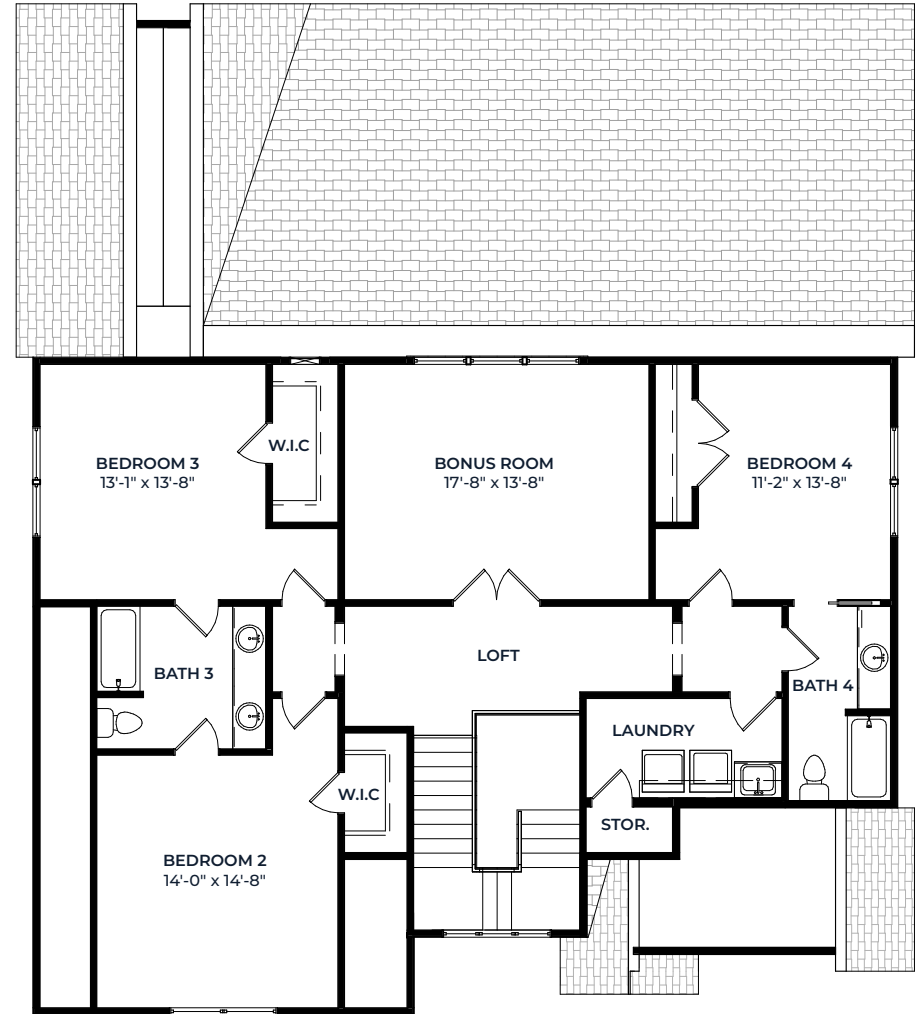 W.I.C
BEDROOM 3
13'-1" x 13'-8"
BONUS ROOM
17'-8" x 13'-8"
BEDROOM 4
11'-2" x 13'-8"
LOFT
BATH 3
BATH 4
LAUNDRY
W.I.C
STOR.
BEDROOM 2
14'-0" x 14'-8"